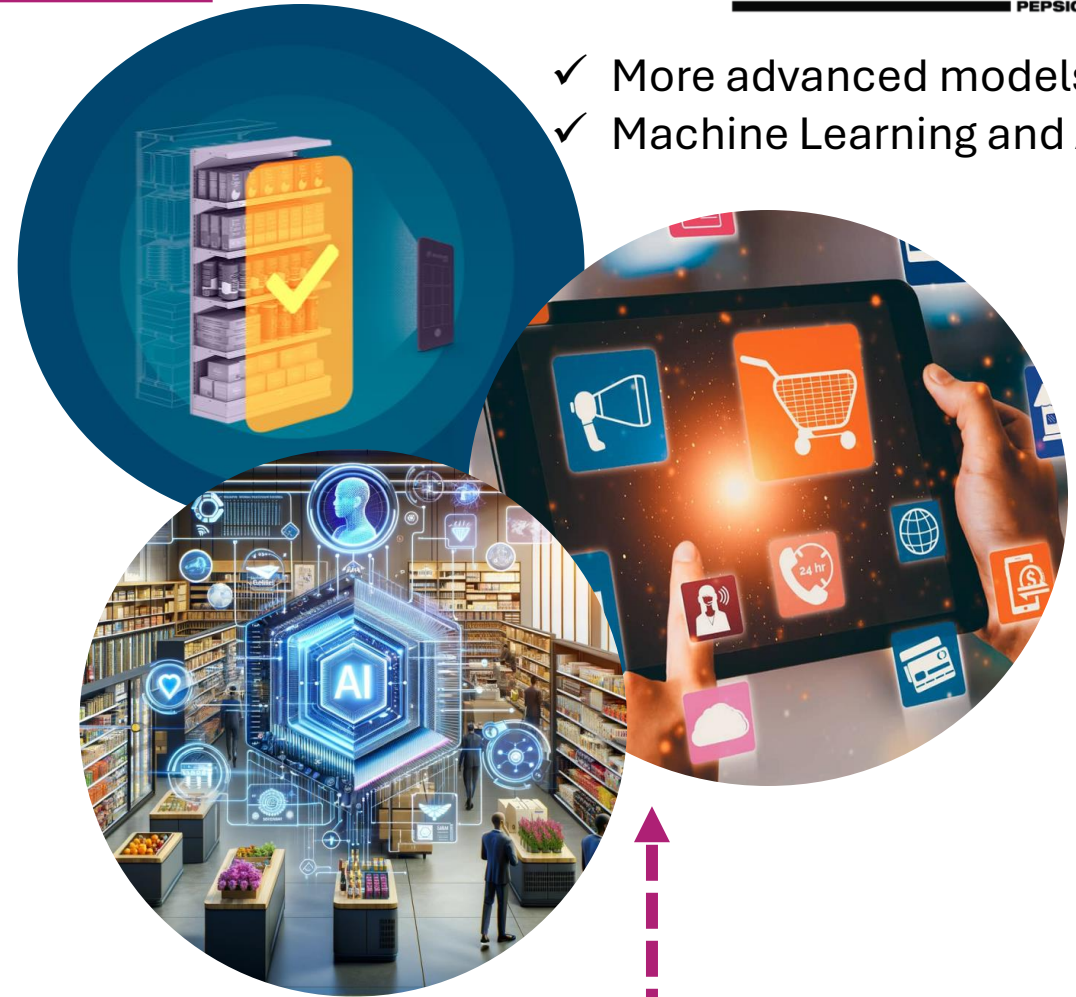 PEPSIC
✓ More advanced models
✓ Machine Learning and
AI
24 hr